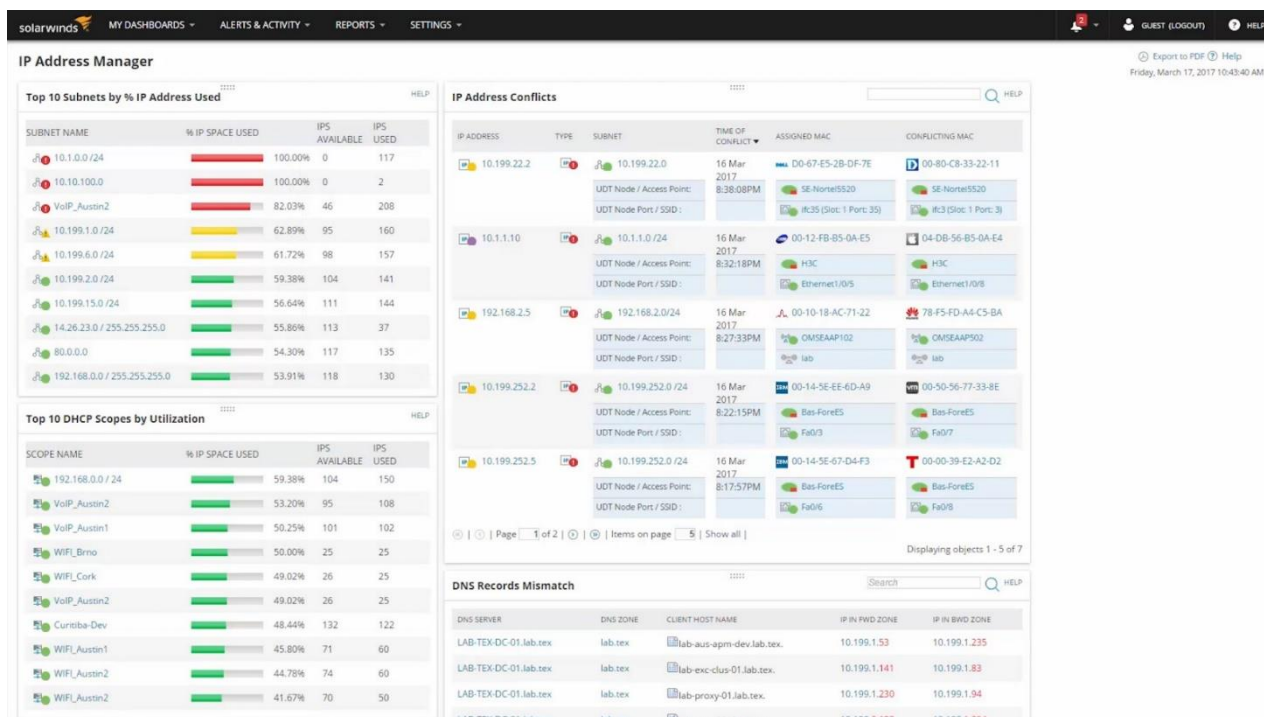 solarwinds MY DASHBOARDS ALERTS & ACTIVITY REPORTS SETTINGS 2 GUEST (LOGOUT) HELP
IP Address Manager
Export to PDF Help
Friday, March 17, 2017 10:43:40 AM
Top 10 Subnets by % IP Address Used HELP
SUBNET NAME % IP SPACE USED IPS AVAILABLE IPS USED
10.1.0.0 /24 100.00% 0 117
10.10.100.0 100.00% 0 2
VoIP_Austin2 82.03% 46 208
10.199.1.0 /24 62.89% 95 160
10.199.6.0 /24 61.72% 98 157
10.199.2.0 /24 59.38% 104 141
10.199.15.0 /24 56.64% 111 144
14.26.23.0 / 255.255.255.0 55.86% 113 37
80.0.0.0 54.30% 117 135
192.168.0.0 / 255.255.255.0 53.91% 118 130
Top 10 DHCP Scopes by Utilization HELP
SCOPE NAME % IP SPACE USED IPS AVAILABLE IPS USED
192.168.0.0 / 24 59.38% 104 150
VoIP_Austin2 53.20% 95 108
VoIP_Austin1 50.25% 101 102
WIFI_Brno 50.00% 25 25
WIFI_Cork 49.02% 26 25
VoIP_Austin2 49.02% 26 25
Curitiba-Dev 48.44% 132 122
WIFI_Austin1 45.80% 71 60
WIFI_Austin2 44.78% 74 60
WIFI_Austin2 41.67% 70 50
IP Address Conflicts HELP
IP ADDRESS TYPE SUBNET TIME OF CONFLICT ASSIGNED MAC CONFLICTING MAC
10.199.22.2 10.199.22.0 16 Mar 2017 D0-67-E5-2B-DF-7E 00-80-C8-33-22-11
UDT Node / Access Point: 8:38:08PM SE-Nortel5520 SE-Nortel5520
UDT Node Port / SSID : ifc35 (Slot: 1 Port: 35) ifc3 (Slot: 1 Port: 3)
10.1.1.10 10.1.1.0 /24 16 Mar 2017 00-12-FB-B5-0A-E5 04-DB-56-B5-0A-E4
UDT Node / Access Point: 8:32:18PM H3C H3C
UDT Node Port / SSID : Ethernet1/0/5 Ethernet1/0/8
192.168.2.5 192.168.2.0/24 16 Mar 2017 00-10-18-AC-71-22 78-F5-FD-A4-C5-BA
UDT Node / Access Point: 8:27:33PM OMSEAAP102 OMSEAAP502
UDT Node Port / SSID : lab lab
10.199.252.2 10.199.252.0 /24 16 Mar 2017 00-14-5E-EE-6D-A9 00-50-56-77-33-8E
UDT Node / Access Point: 8:22:15PM Bas-ForeES Bas-ForeES
UDT Node Port / SSID : Fa0/3 Fa0/7
10.199.252.5 10.199.252.0 /24 16 Mar 2017 00-14-5E-67-D4-F3 00-00-39-E2-A2-D2
UDT Node / Access Point: 8:17:57PM Bas-ForeES Bas-ForeES
UDT Node Port / SSID : Fa0/6 Fa0/8
| Page 1 of 2 | Items on page 5 | Show all |
Displaying objects 1 - 5 of 7
DNS Records Mismatch Search HELP
DNS SERVER DNS ZONE CLIENT HOST NAME IP IN FWD ZONE IP IN BWD ZONE
LAB-TEX-DC-01.lab.tex lab.tex lab-aus-apm-dev.lab.tex. 10.199.1.53 10.199.1.235
LAB-TEX-DC-01.lab.tex lab.tex lab-exc-clus-01.lab.tex. 10.199.1.141 10.199.1.83
LAB-TEX-DC-01.lab.tex lab.tex lab-proxy-01.lab.tex. 10.199.1.230 10.199.1.94